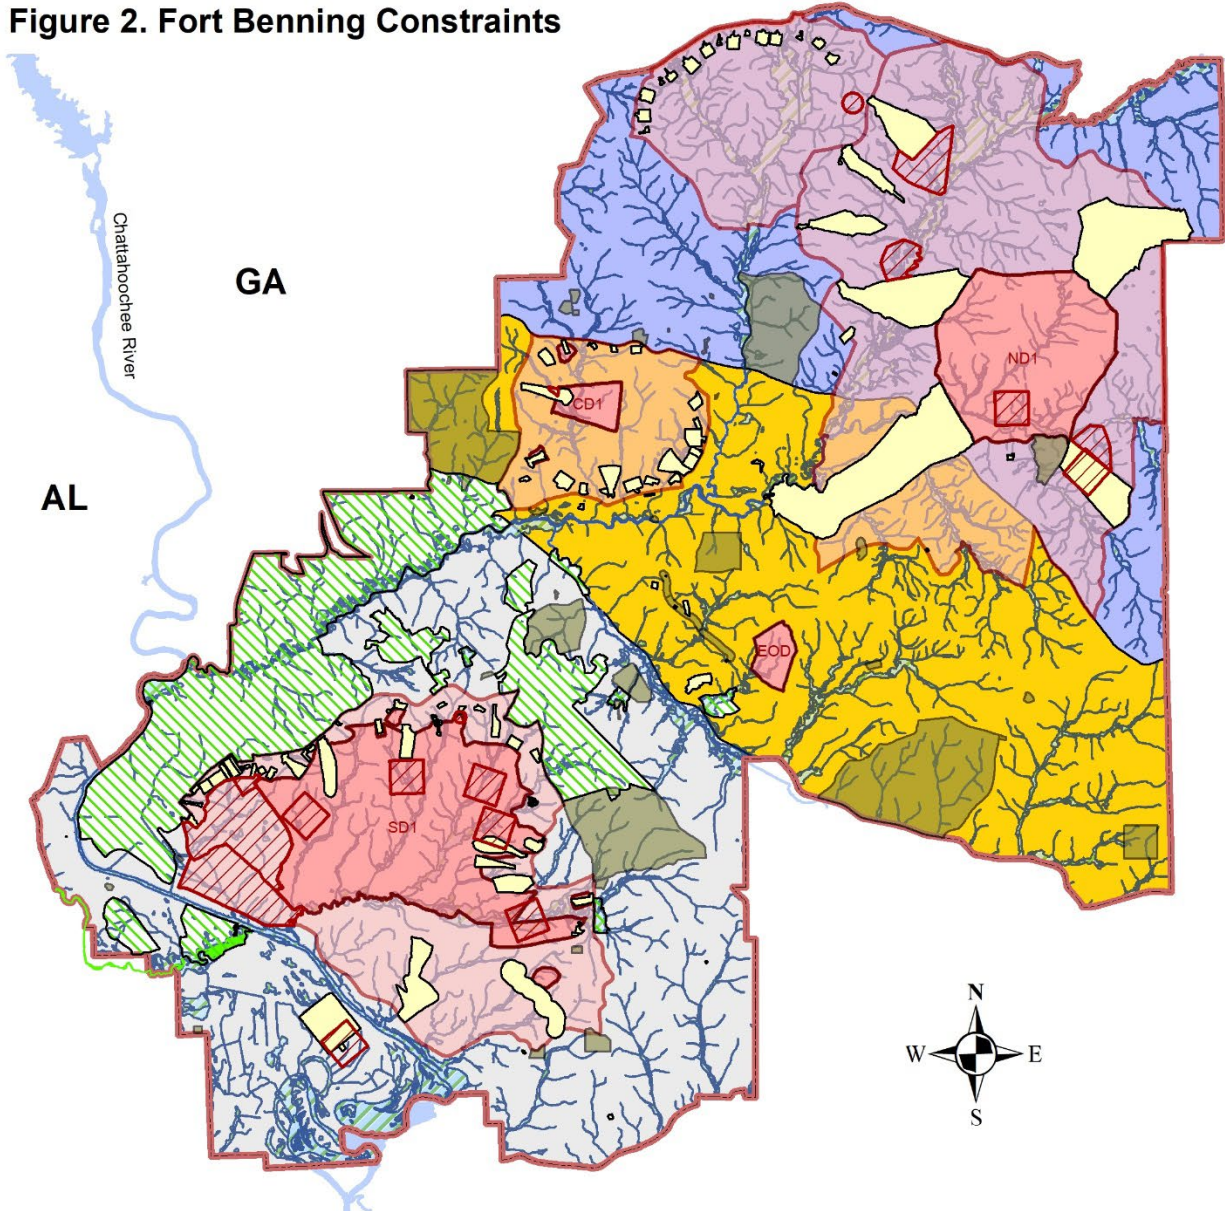 Figure 2. Fort Benning Constraints
Chattahoochee River
GA
AL
ND1
CD1
EOD
SD1
N
W E
S